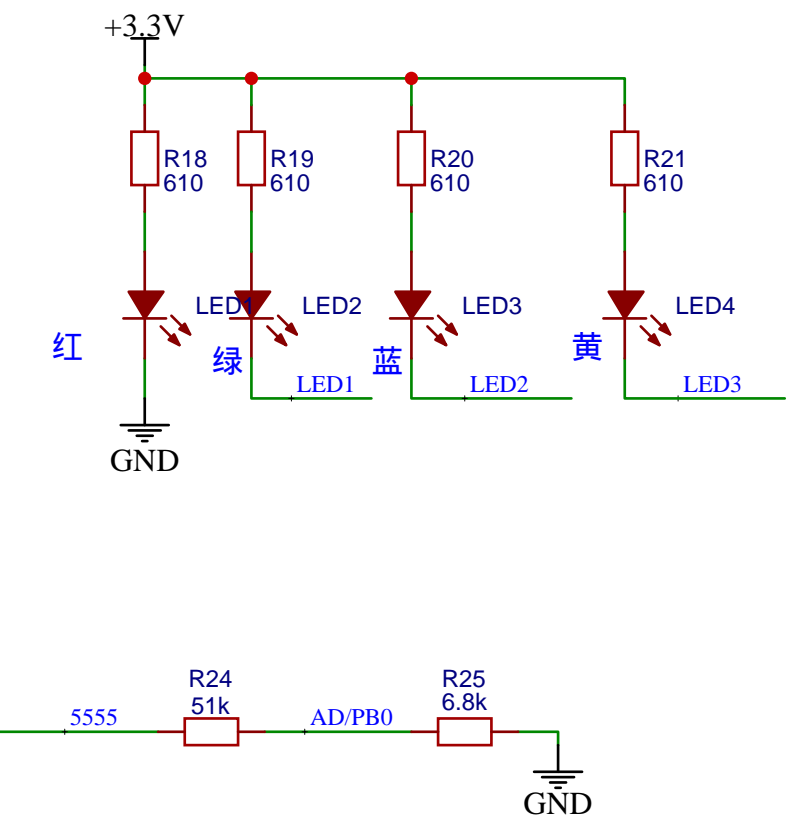 +3.3V
R18
610
R19
610
R20
610
R21
610
LED1
LED2
LED3
LED4
红
绿
蓝
黄
LED1
LED2
LED3
GND
R24
51k
R25
6.8k
5555
AD/PB0
GND